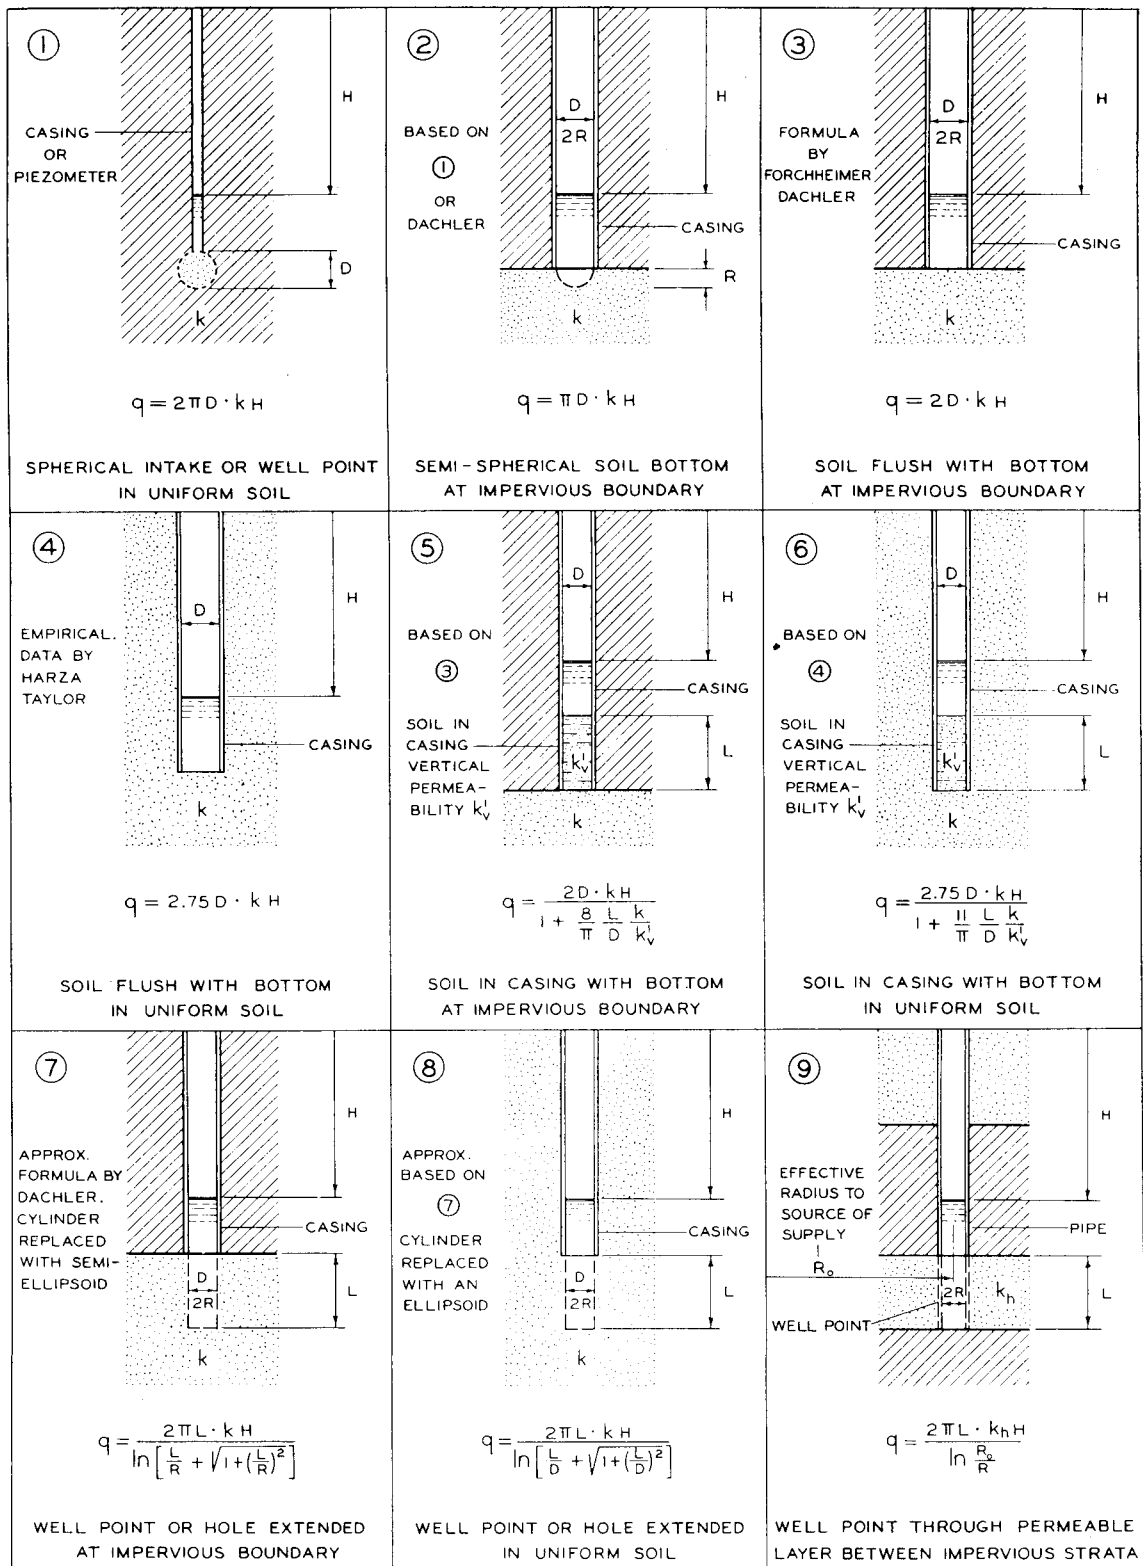 ①
CASING
OR
PIEZOMETER
H
D
k
q = 2πD · kH
SPHERICAL INTAKE OR WELL POINT
IN UNIFORM SOIL
②
BASED ON
①
OR
DACHLER
D
2R
H
CASING
R
k
q = πD · kH
SEMI-SPHERICAL SOIL BOTTOM
AT IMPERVIOUS BOUNDARY
③
FORMULA
BY
FORCHHEIMER
DACHLER
D
2R
H
CASING
k
q = 2D · kH
SOIL FLUSH WITH BOTTOM
AT IMPERVIOUS BOUNDARY
④
EMPIRICAL.
DATA BY
HARZA
TAYLOR
D
H
CASING
k
q = 2.75 D · kH
SOIL FLUSH WITH BOTTOM
IN UNIFORM SOIL
⑤
BASED ON
③
SOIL IN
CASING
VERTICAL
PERMEA-
BILITY k'v
D
H
CASING
L
k'v
k
q = 2D · kH / 1 + 8/π L/D k/k'v
SOIL IN CASING WITH BOTTOM
AT IMPERVIOUS BOUNDARY
⑥
BASED ON
④
SOIL IN
CASING
VERTICAL
PERMEA-
BILITY k'v
D
H
CASING
L
k'v
k
q = 2.75 D · kH / 1 + 11/π L/D k/k'v
SOIL IN CASING WITH BOTTOM
IN UNIFORM SOIL
⑦
APPROX.
FORMULA BY
DACHLER.
CYLINDER
REPLACED
WITH SEMI-
ELLIPSOID
H
CASING
D
2R
L
k
q = 2πL · kH / ln[L/R + √1+(L/R)²]
WELL POINT OR HOLE EXTENDED
AT IMPERVIOUS BOUNDARY
⑧
APPROX.
BASED ON
⑦
CYLINDER
REPLACED
WITH AN
ELLIPSOID
H
CASING
D
2R
L
k
q = 2πL · kH / ln[L/D + √1+(L/D)²]
WELL POINT OR HOLE EXTENDED
IN UNIFORM SOIL
⑨
EFFECTIVE
RADIUS TO
SOURCE OF
SUPPLY
R₀
WELL POINT
H
PIPE
2R
kh
L
q = 2πL · khH / ln R₀/R
WELL POINT THROUGH PERMEABLE
LAYER BETWEEN IMPERVIOUS STRATA